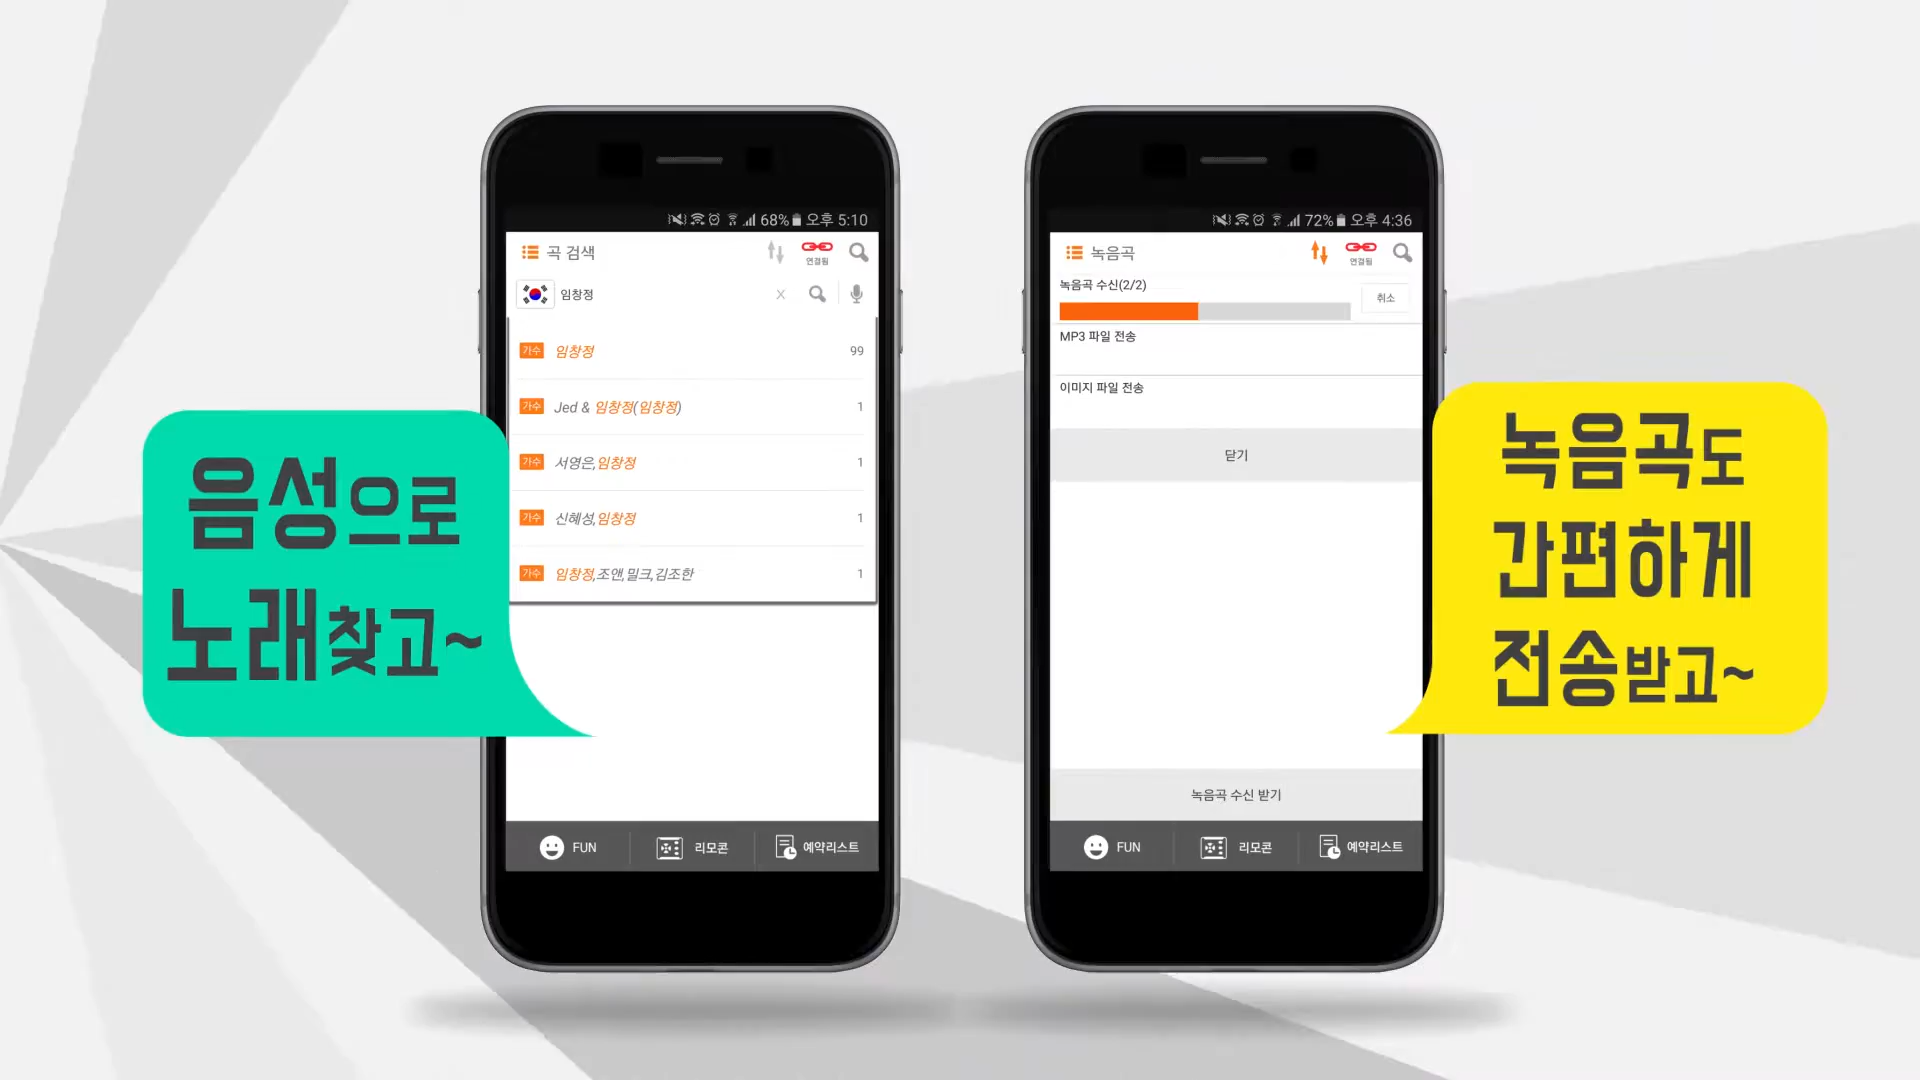 68% 오후 5:10
곡 검색
연결됨
임창정 X
가수 임창정 99
가수 Jed & 임창정(임창정) 1
가수 서영은,임창정 1
가수 신혜성,임창정 1
가수 임창정,조앤,밀크,김조한 1
FUN 리모콘 예약리스트
음성으로
노래찾고~
72% 오후 4:36
녹음곡
연결됨
녹음곡 수신(2/2)
취소
MP3 파일 전송
이미지 파일 전송
닫기
녹음곡 수신 받기
FUN 리모콘 예약리스트
녹음곡도
간편하게
전송받고~